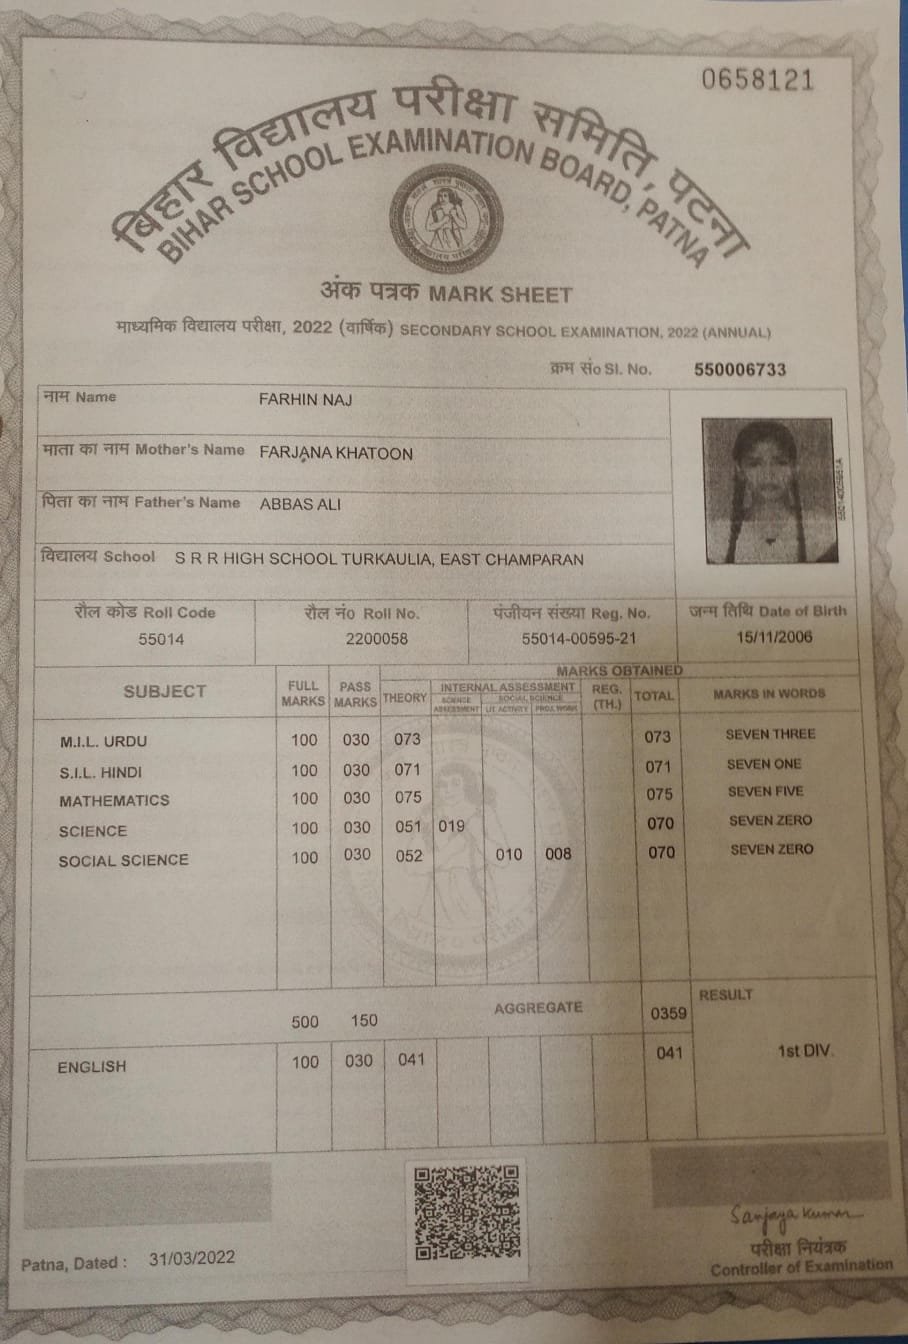 0658121
बिहार विद्यालय परीक्षा समिति, पटना
BIHAR SCHOOL EXAMINATION BOARD, PATNA
अंक पत्रक MARK SHEET
माध्यमिक विद्यालय परीक्षा, 2022 (वार्षिक) SECONDARY SCHOOL EXAMINATION, 2022 (ANNUAL)
क्रम सं० Sl. No. 550006733
नाम Name FARHIN NAJ
माता का नाम Mother's Name FARJANA KHATOON
पिता का नाम Father's Name ABBAS ALI
विद्यालय School S R R HIGH SCHOOL TURKAULIA, EAST CHAMPARAN
रौल कोड Roll Code रौल नं० Roll No. पंजीयन संख्या Reg. No. जन्म तिथि Date of Birth
55014 2200058 55014-00595-21 15/11/2006
MARKS OBTAINED
SUBJECT FULL MARKS PASS MARKS THEORY INTERNAL ASSESSMENT REG. (TH.) TOTAL MARKS IN WORDS
SCIENCE ASSESSMENT SOCIAL SCIENCE LIT. ACTIVITY PROJ. WORK
M.I.L. URDU 100 030 073 073 SEVEN THREE
S.I.L. HINDI 100 030 071 071 SEVEN ONE
MATHEMATICS 100 030 075 075 SEVEN FIVE
SCIENCE 100 030 051 019 070 SEVEN ZERO
SOCIAL SCIENCE 100 030 052 010 008 070 SEVEN ZERO
500 150 AGGREGATE 0359 RESULT
ENGLISH 100 030 041 041 1st DIV.
Sanjaya Kumar
परीक्षा नियंत्रक
Patna, Dated : 31/03/2022
Controller of Examination